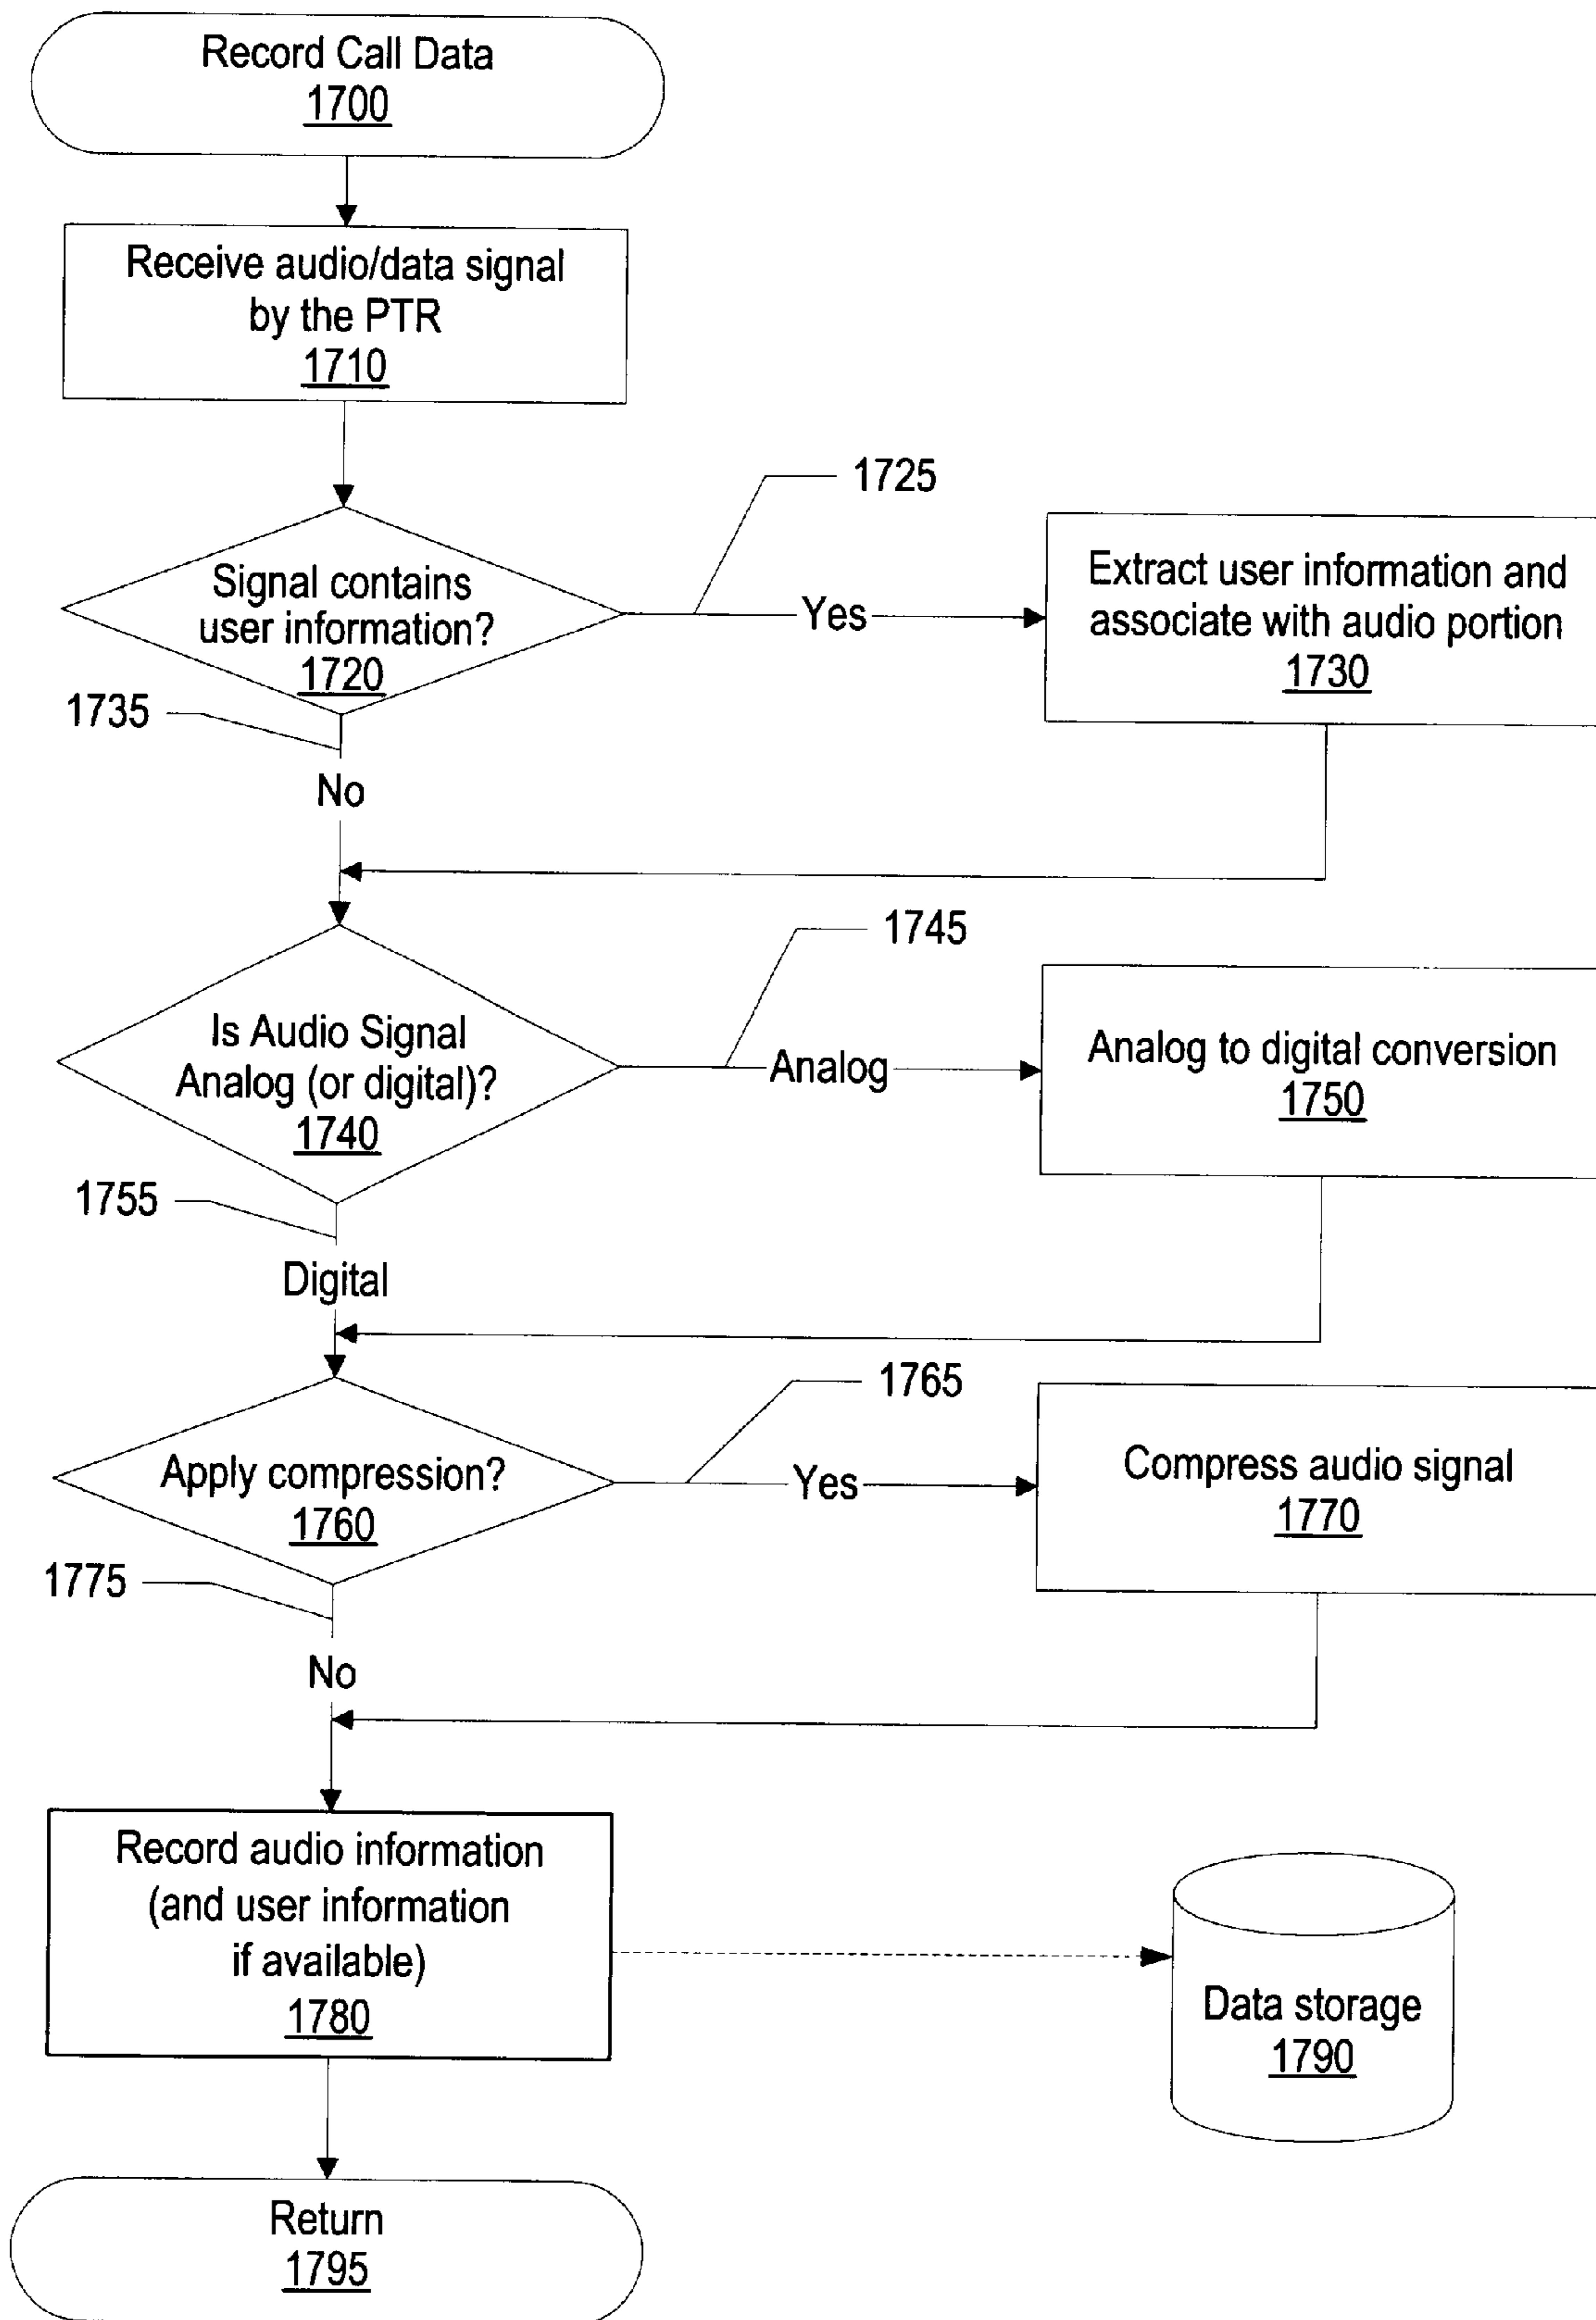 Record Call Data
1700
Receive audio/data signal
by the PTR
1710
1725
Signal contains
user information?
1720
Yes
Extract user information and
associate with audio portion
1730
1735
No
1745
Is Audio Signal
Analog (or digital)?
1740
Analog
Analog to digital conversion
1750
1755
Digital
1765
Apply compression?
1760
Yes
Compress audio signal
1770
1775
No
Record audio information
(and user information
if available)
1780
Data storage
1790
Return
1795